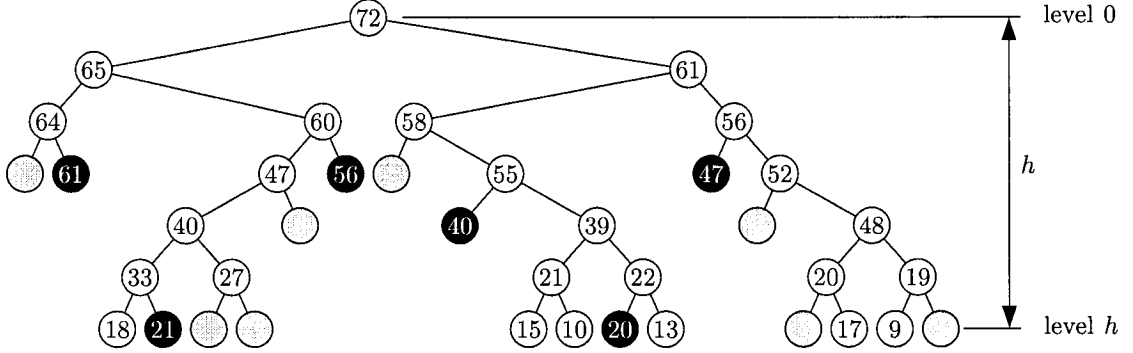 72 level 0
65 61
64 60 58 56
61 47 56 55 47 52 h
40 40 39 48
33 27 21 22 20 19
18 21 15 10 20 13 17 9 level h